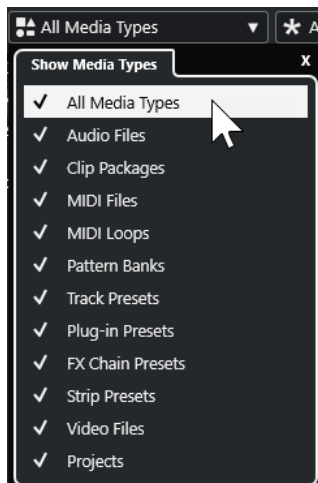 All Media Types A
Show Media Types X
All Media Types
Audio Files
Clip Packages
MIDI Files
MIDI Loops
Pattern Banks
Track Presets
Plug-in Presets
FX Chain Presets
Strip Presets
Video Files
Projects